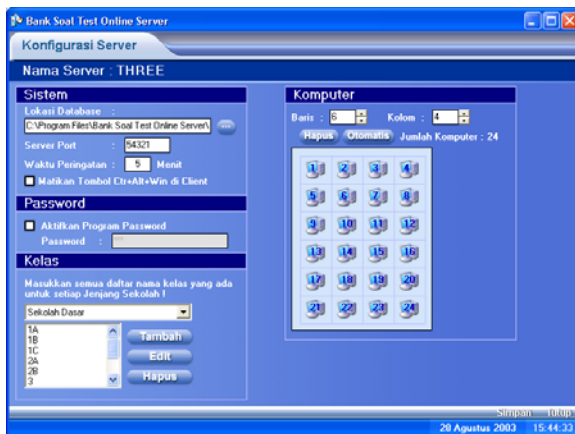 Bank Soal Test Online Server
Konfigurasi Server
Nama Server : THREE
Sistem
Lokasi Database :
C:\Program Files\Bank Soal Test Online Server\
...
Server Port : 54321
Waktu Peringatan : 5 Menit
Matikan Tombol Ctr+Alt+Win di Client
Password
Aktifkan Program Password
Password :
Kelas
Masukkan semua daftar nama kelas yang ada
untuk setiap Jenjang Sekolah !
Sekolah Dasar
1A
1B
1C
2A
2B
3
Tambah
Edit
Hapus
Komputer
Baris : 6 Kolom : 4
Hapus Otomatis Jumlah Komputer : 24
1 2 3 4
5 6 7 8
9 10 11 12
13 14 15 16
17 18 19 20
21 22 23 24
Simpan Tutup
20 Agustus 2003 15:44:33